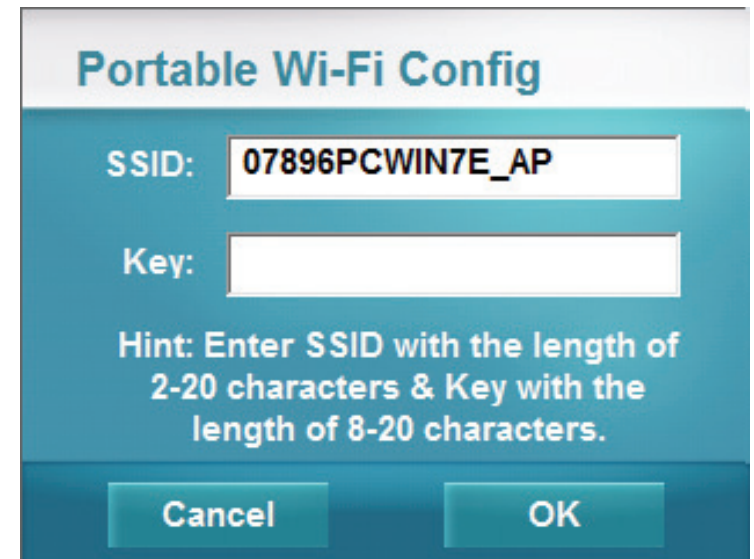 Portable Wi-Fi Config
SSID: 07896PCWIN7E_AP
Key:
Hint: Enter SSID with the length of
2-20 characters & Key with the
length of 8-20 characters.
Cancel OK